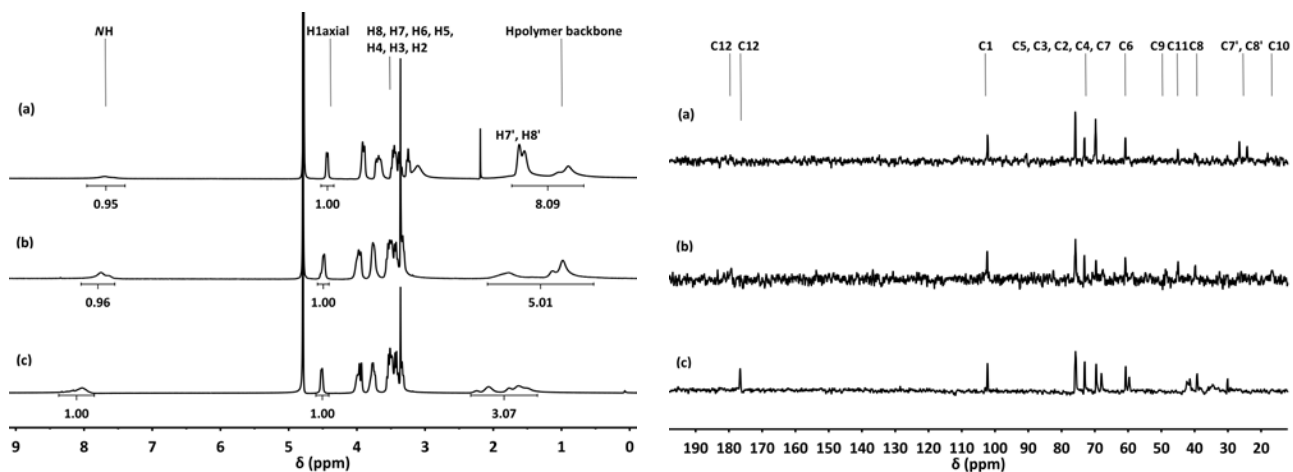 NH H1axial H8, H7, H6, H5, Hpolymer backbone
H4, H3, H2
(a)
H7', H8'
0.95 1.00 8.09
(b)
0.96 1.00 5.01
(c)
1.00 1.00 3.07
9 8 7 6 5 4 3 2 1 0
δ (ppm)
C12 C12 C1 C5, C3, C2, C4, C7 C6 C9 C11 C8 C7', C8' C10
(a)
(b)
(c)
190 180 170 160 150 140 130 120 110 100 90 80 70 60 50 40 30 20
δ (ppm)